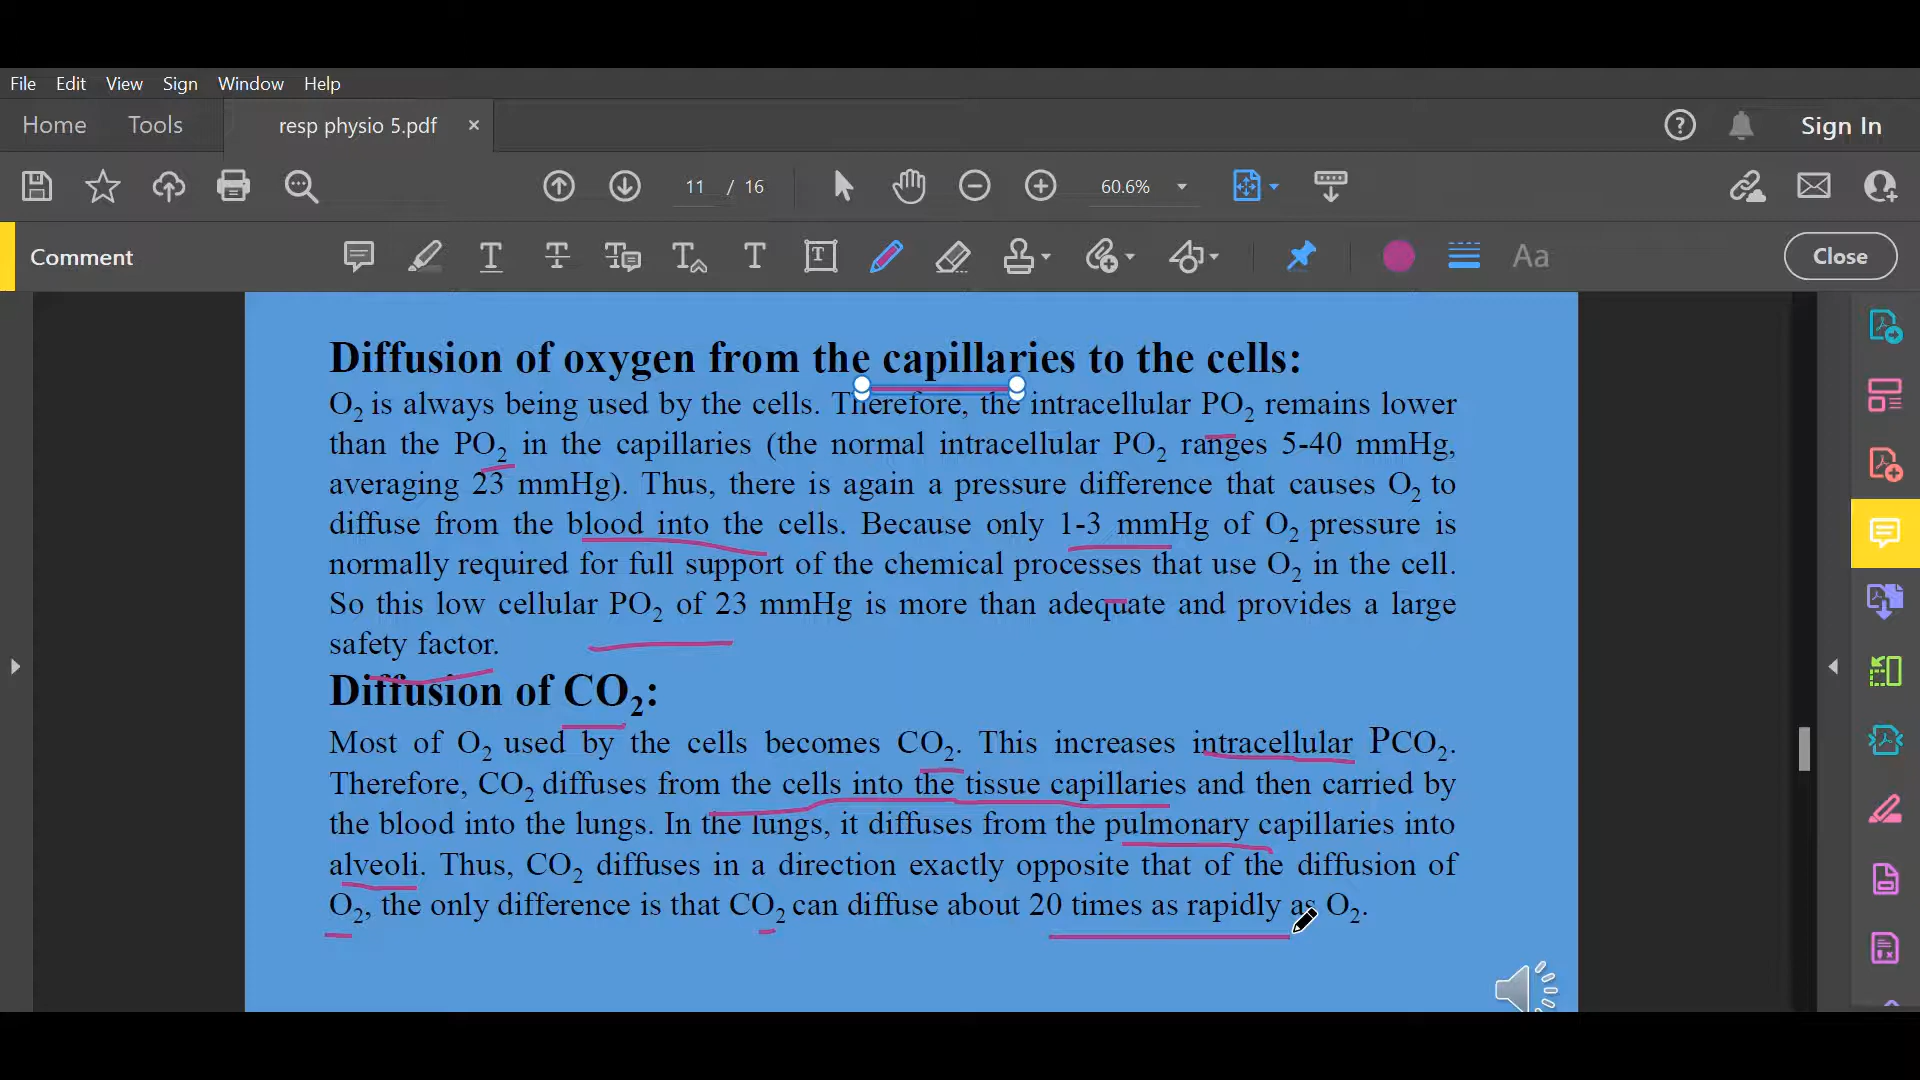 File Edit View Sign Window Help
Home Tools resp physio 5.pdf × Sign In
11 / 16 60.6%
Comment Aa Close
Diffusion of oxygen from the capillaries to the cells:
O₂ is always being used by the cells. Therefore, the intracellular PO₂ remains lower
than the PO₂ in the capillaries (the normal intracellular PO₂ ranges 5-40 mmHg,
averaging 23 mmHg). Thus, there is again a pressure difference that causes O₂ to
diffuse from the blood into the cells. Because only 1-3 mmHg of O₂ pressure is
normally required for full support of the chemical processes that use O₂ in the cell.
So this low cellular PO₂ of 23 mmHg is more than adequate and provides a large
safety factor.
Diffusion of CO₂:
Most of O₂ used by the cells becomes CO₂. This increases intracellular PCO₂.
Therefore, CO₂ diffuses from the cells into the tissue capillaries and then carried by
the blood into the lungs. In the lungs, it diffuses from the pulmonary capillaries into
alveoli. Thus, CO₂ diffuses in a direction exactly opposite that of the diffusion of
O₂, the only difference is that CO₂ can diffuse about 20 times as rapidly as O₂.